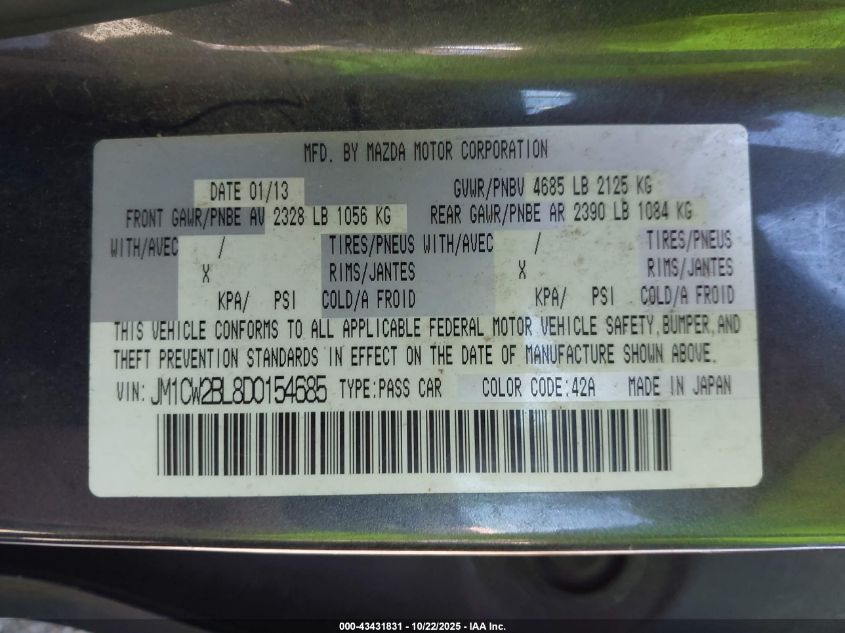 MFD. BY MAZDA MOTOR CORPORATION
DATE 01/13 GVWR/PNBV 4685 LB 2125 KG
FRONT GAWR/PNBE AV 2328 LB 1056 KG REAR GAWR/PNBE AR 2390 LB 1084 KG
WITH/AVEC / TIRES/PNEUS WITH/AVEC / TIRES/PNEUS
X RIMS/JANTES X RIMS/JANTES
KPA/ PSI COLD/A FROID KPA/ PSI COLD/A FROID
THIS VEHICLE CONFORMS TO ALL APPLICABLE FEDERAL MOTOR VEHICLE SAFETY, BUMPER, AND
THEFT PREVENTION STANDARDS IN EFFECT ON THE DATE OF MANUFACTURE SHOWN ABOVE.
VIN: JM1CW2BL8D0154685 TYPE:PASS CAR COLOR CODE:42A MADE IN JAPAN
000-43431831 - 10/22/2025 - IAA Inc.